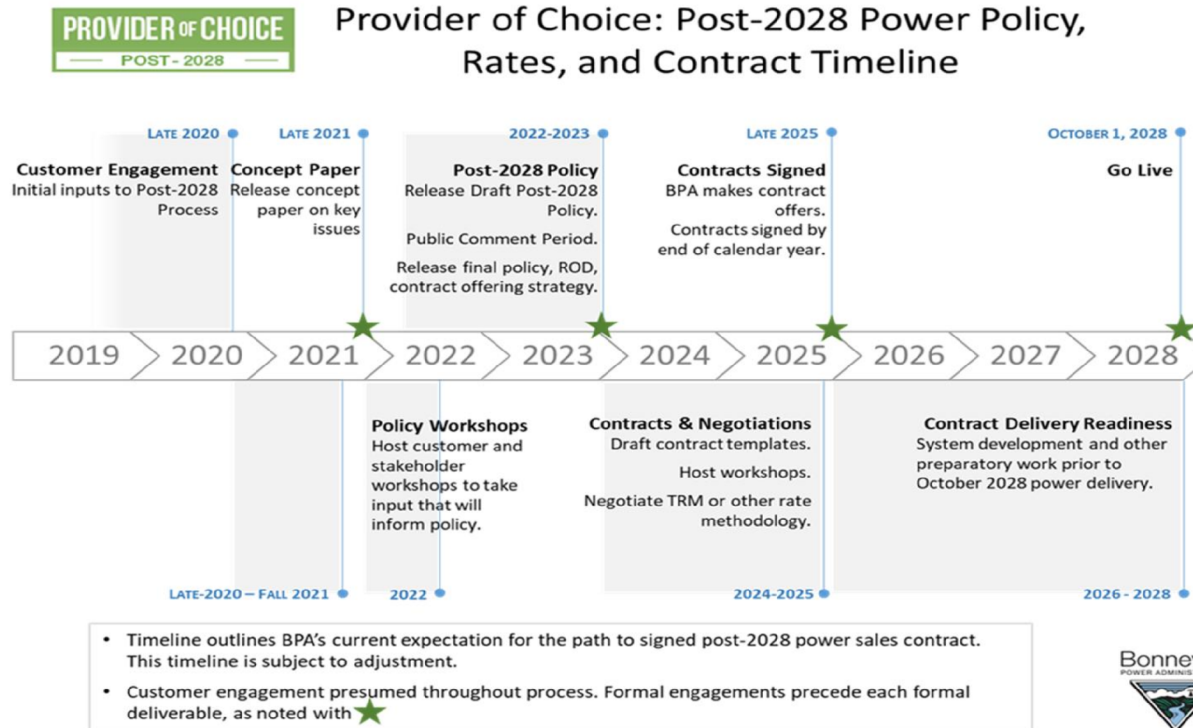 PROVIDER OF CHOICE
POST - 2028
Provider of Choice: Post-2028 Power Policy,
Rates, and Contract Timeline
LATE 2020
Customer Engagement
Initial inputs to Post-2028
Process
LATE 2021
Concept Paper
Release concept
paper on key
issues
2022-2023
Post-2028 Policy
Release Draft Post-2028
Policy.
Public Comment Period.
Release final policy, ROD,
contract offering strategy.
LATE 2025
Contracts Signed
BPA makes contract
offers.
Contracts signed by
end of calendar year.
OCTOBER 1, 2028
Go Live
2019 2020 2021 2022 2023 2024 2025 2026 2027 2028
LATE-2020 – FALL 2021
Policy Workshops
Host customer and
stakeholder
workshops to take
input that will
inform policy.
2022
Contracts & Negotiations
Draft contract templates.
Host workshops.
Negotiate TRM or other rate
methodology.
2024-2025
Contract Delivery Readiness
System development and other
preparatory work prior to
October 2028 power delivery.
2026 - 2028
• Timeline outlines BPA's current expectation for the path to signed post-2028 power sales contract.
This timeline is subject to adjustment.
• Customer engagement presumed throughout process. Formal engagements precede each formal
deliverable, as noted with
POWER